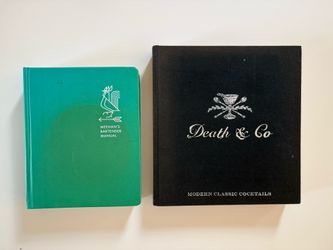 MEEHAN'S
BARTENDER
MANUAL
Death & Co
MODERN CLASSIC COCKTAILS